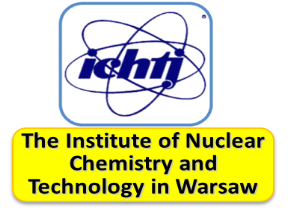 ichtj
The Institute of Nuclear
Chemistry and
Technology in Warsaw